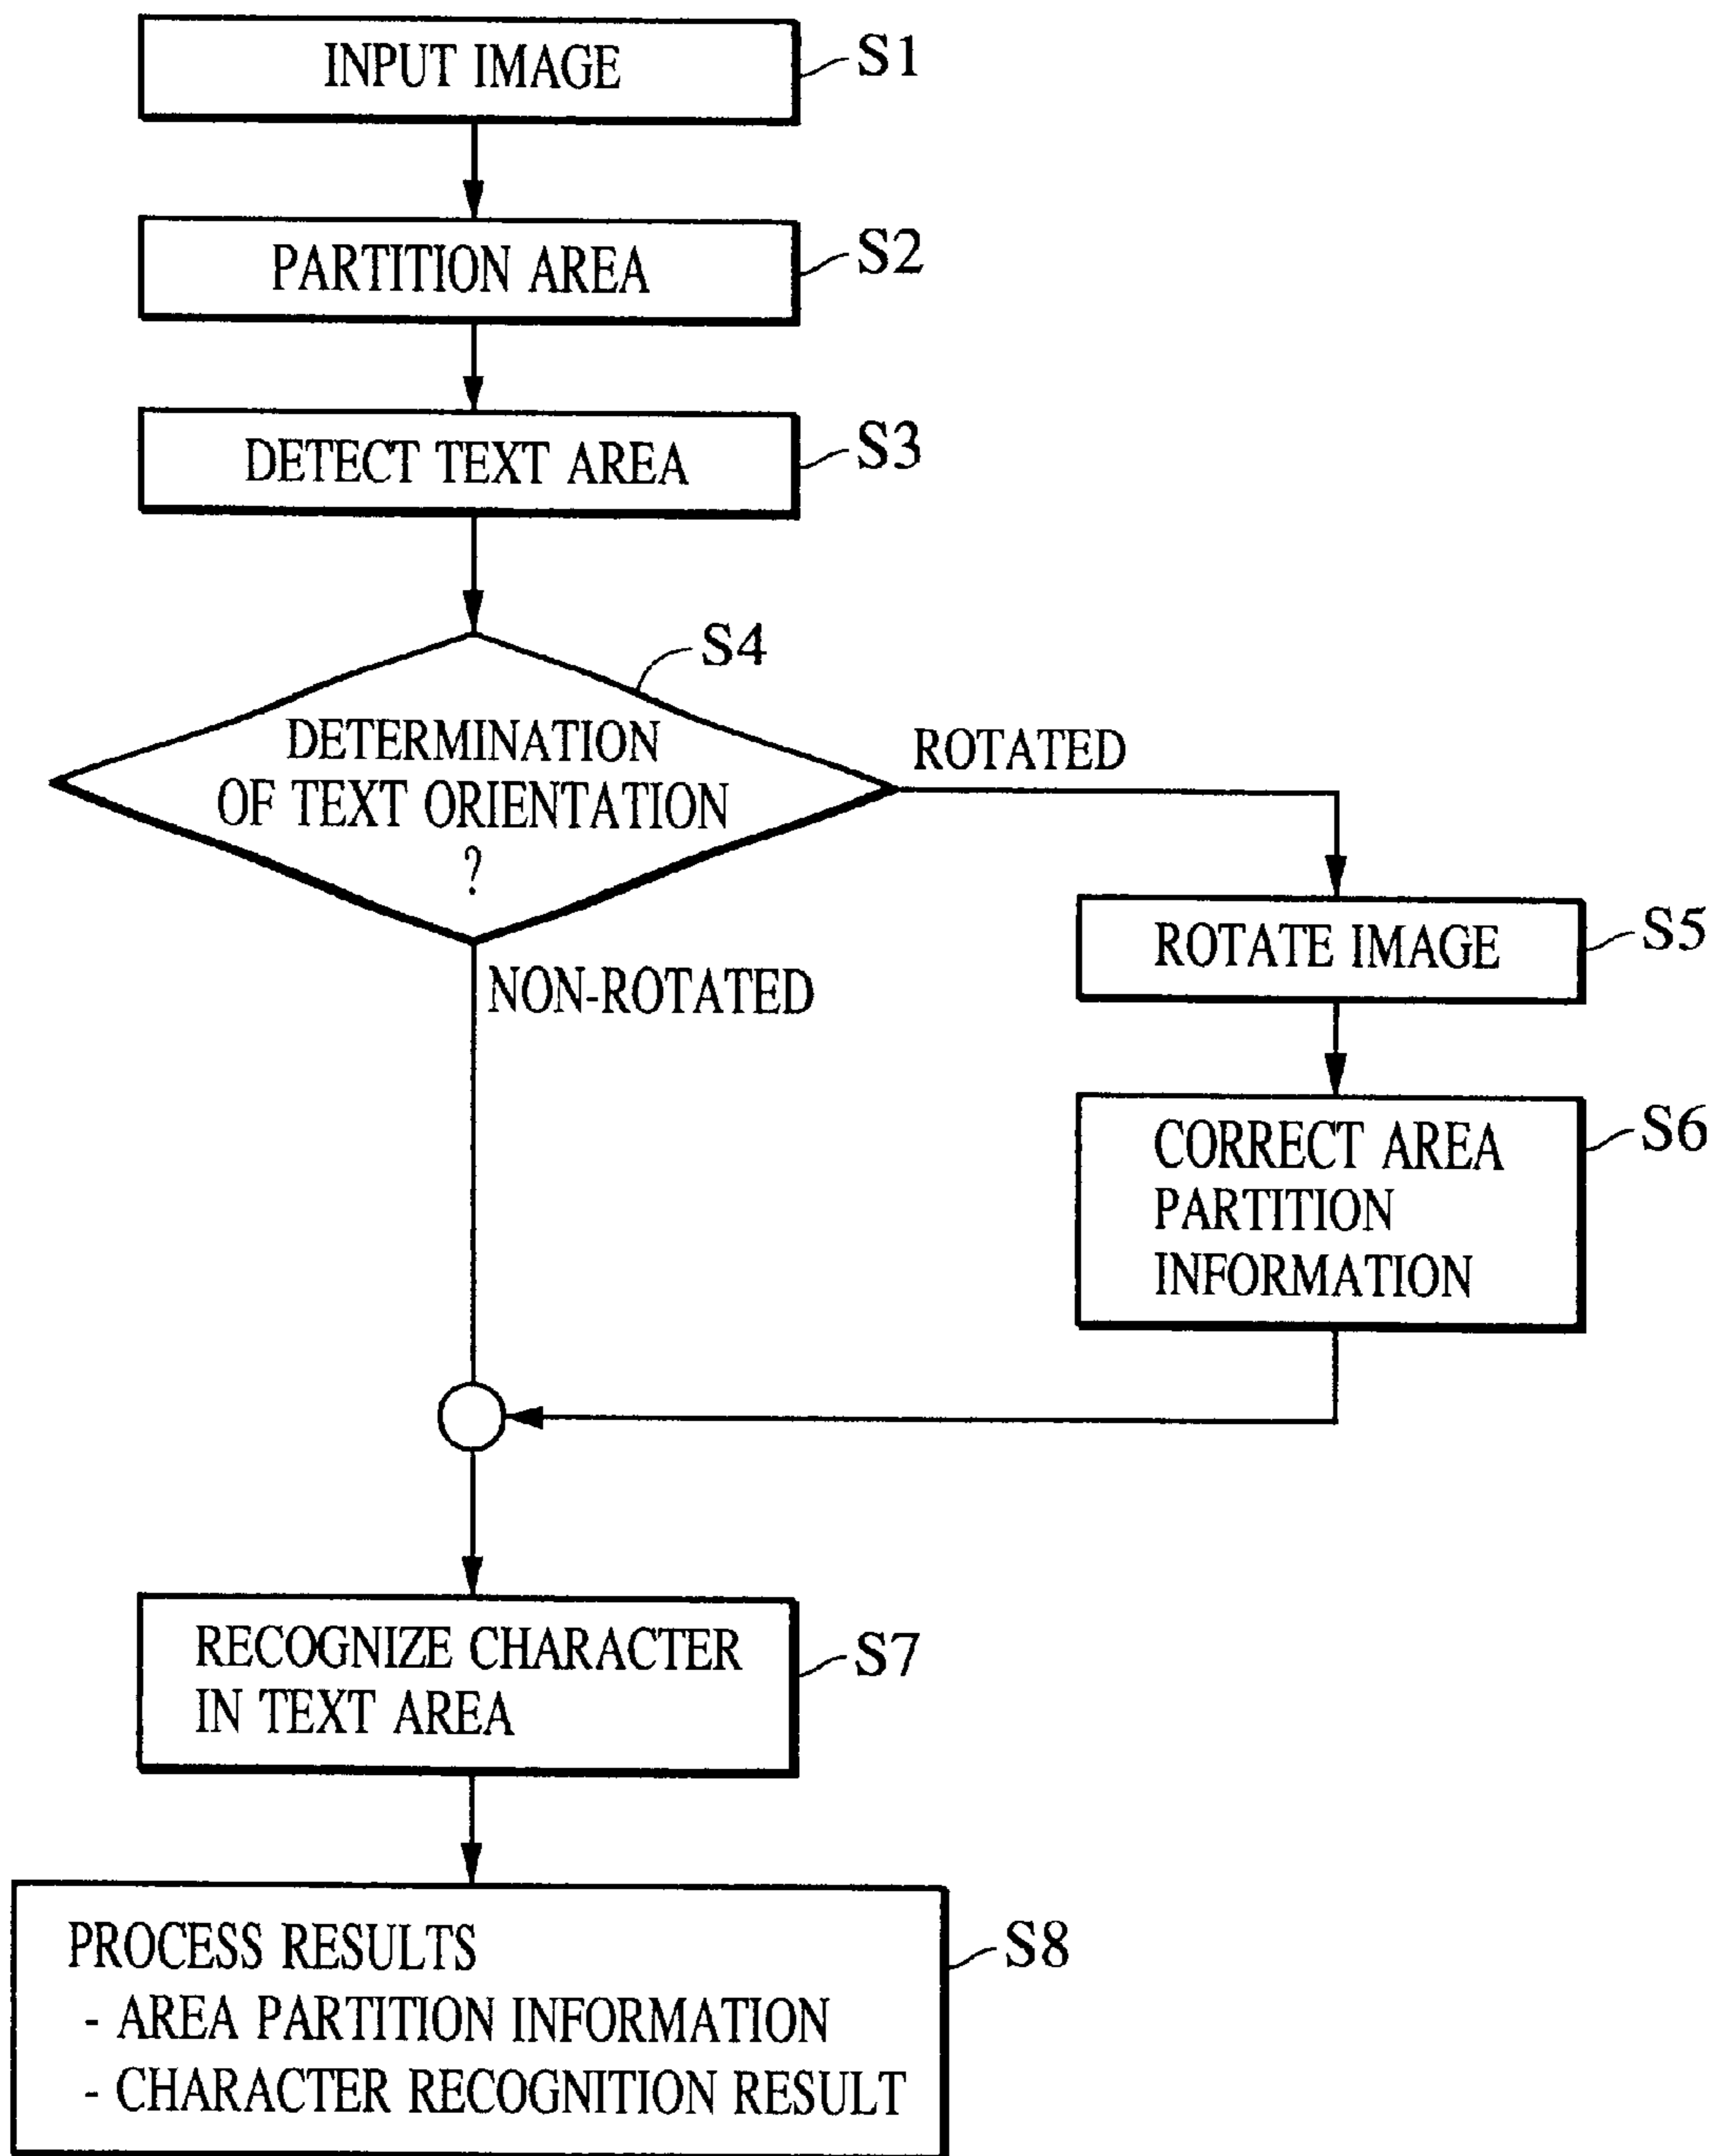 INPUT IMAGE
S1
PARTITION AREA
S2
DETECT TEXT AREA
S3
S4
DETERMINATION
OF TEXT ORIENTATION
?
ROTATED
NON-ROTATED
ROTATE IMAGE
S5
CORRECT AREA
PARTITION
INFORMATION
S6
RECOGNIZE CHARACTER
IN TEXT AREA
S7
PROCESS RESULTS
- AREA PARTITION INFORMATION
- CHARACTER RECOGNITION RESULT
S8